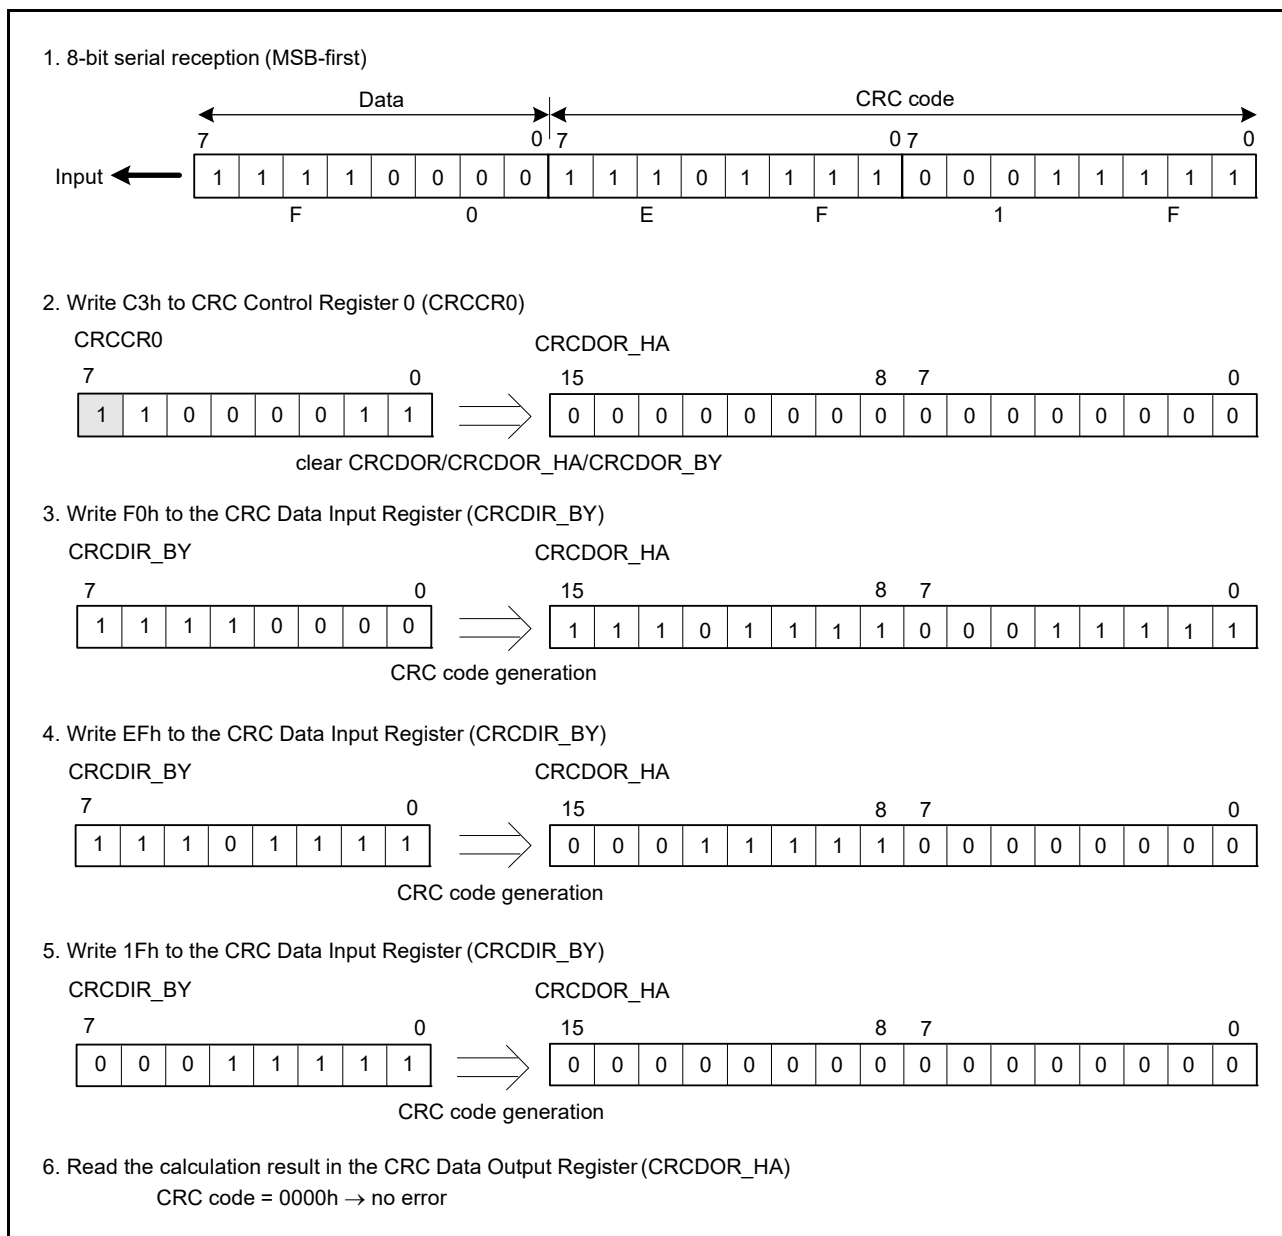 1. 8-bit serial reception (MSB-first)
Data CRC code
7 0 7 0 7 0
Input 1 1 1 1 0 0 0 0 1 1 1 0 1 1 1 1 0 0 0 1 1 1 1 1
F 0 E F 1 F
2. Write C3h to CRC Control Register 0 (CRCCR0)
CRCCR0 CRCDOR_HA
7 0 15 8 7 0
1 1 0 0 0 0 1 1 0 0 0 0 0 0 0 0 0 0 0 0 0 0 0 0
clear CRCDOR/CRCDOR_HA/CRCDOR_BY
3. Write F0h to the CRC Data Input Register (CRCDIR_BY)
CRCDIR_BY CRCDOR_HA
7 0 15 8 7 0
1 1 1 1 0 0 0 0 1 1 1 0 1 1 1 1 0 0 0 1 1 1 1 1
CRC code generation
4. Write EFh to the CRC Data Input Register (CRCDIR_BY)
CRCDIR_BY CRCDOR_HA
7 0 15 8 7 0
1 1 1 0 1 1 1 1 0 0 0 1 1 1 1 1 0 0 0 0 0 0 0 0
CRC code generation
5. Write 1Fh to the CRC Data Input Register (CRCDIR_BY)
CRCDIR_BY CRCDOR_HA
7 0 15 8 7 0
0 0 0 1 1 1 1 1 0 0 0 0 0 0 0 0 0 0 0 0 0 0 0 0
CRC code generation
6. Read the calculation result in the CRC Data Output Register (CRCDOR_HA)
CRC code = 0000h → no error